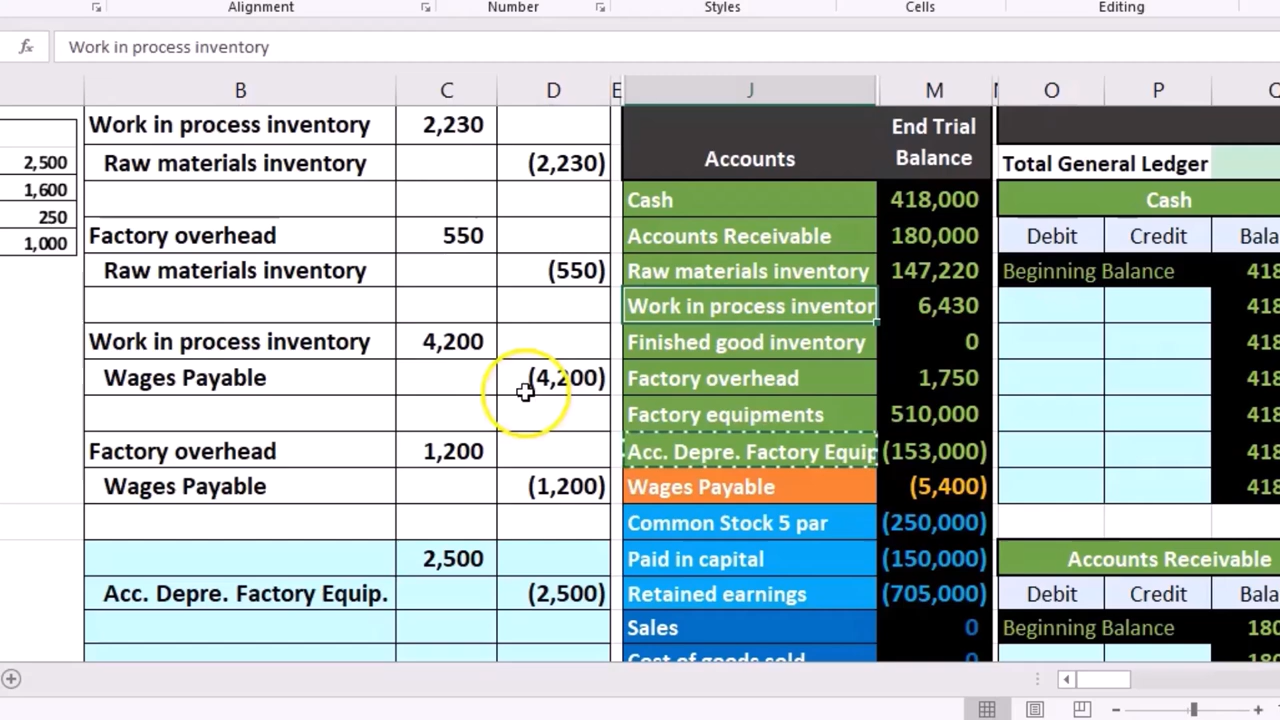 Alignment Number Styles Cells Editing
fx Work in process inventory
B C D E J M O P
Work in process inventory 2,230
Raw materials inventory (2,230)
Factory overhead 550
Raw materials inventory (550)
Work in process inventory 4,200
Wages Payable (4,200)
Factory overhead 1,200
Wages Payable (1,200)
2,500
Acc. Depre. Factory Equip. (2,500)
2,500
1,600
250
1,000
Accounts End Trial
Balance
Cash 418,000
Accounts Receivable 180,000
Raw materials inventory 147,220
Work in process inventor 6,430
Finished good inventory 0
Factory overhead 1,750
Factory equipments 510,000
Acc. Depre. Factory Equip (153,000)
Wages Payable (5,400)
Common Stock 5 par (250,000)
Paid in capital (150,000)
Retained earnings (705,000)
Sales 0
Cost of goods sold 0
Total General Ledger
Cash
Debit Credit Bala
Beginning Balance 418
418
418
418
418
418
418
Accounts Receivable
Debit Credit Bala
Beginning Balance 180
180